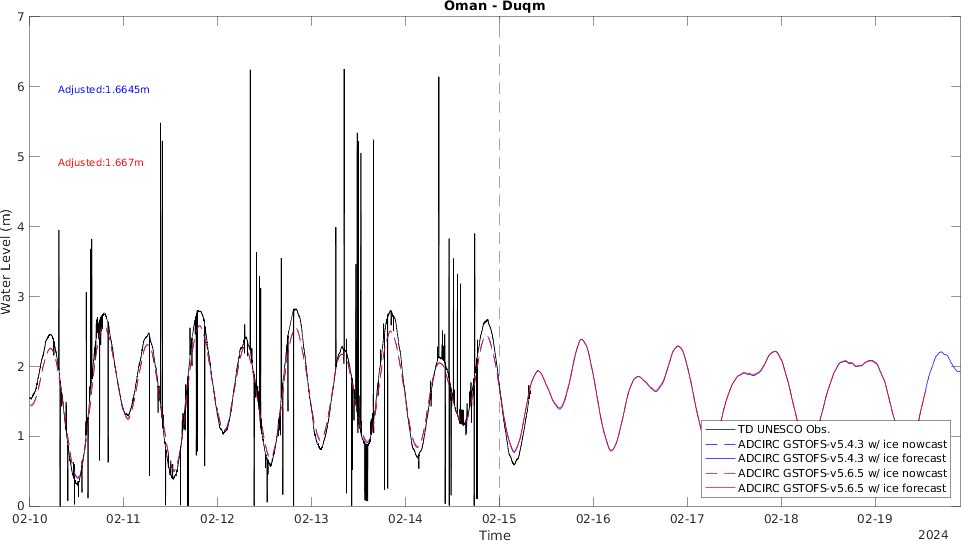 Oman - Duqm
7
6
5
4
3
2
1
0
Water Level (m)
Adjusted:1.6645m
Adjusted:1.667m
TD UNESCO Obs.
ADCIRC GSTOFS-v5.4.3 w/ ice nowcast
ADCIRC GSTOFS-v5.4.3 w/ ice forecast
ADCIRC GSTOFS-v5.6.5 w/ ice nowcast
ADCIRC GSTOFS-v5.6.5 w/ ice forecast
02-10 02-11 02-12 02-13 02-14 02-15 02-16 02-17 02-18 02-19
Time
2024